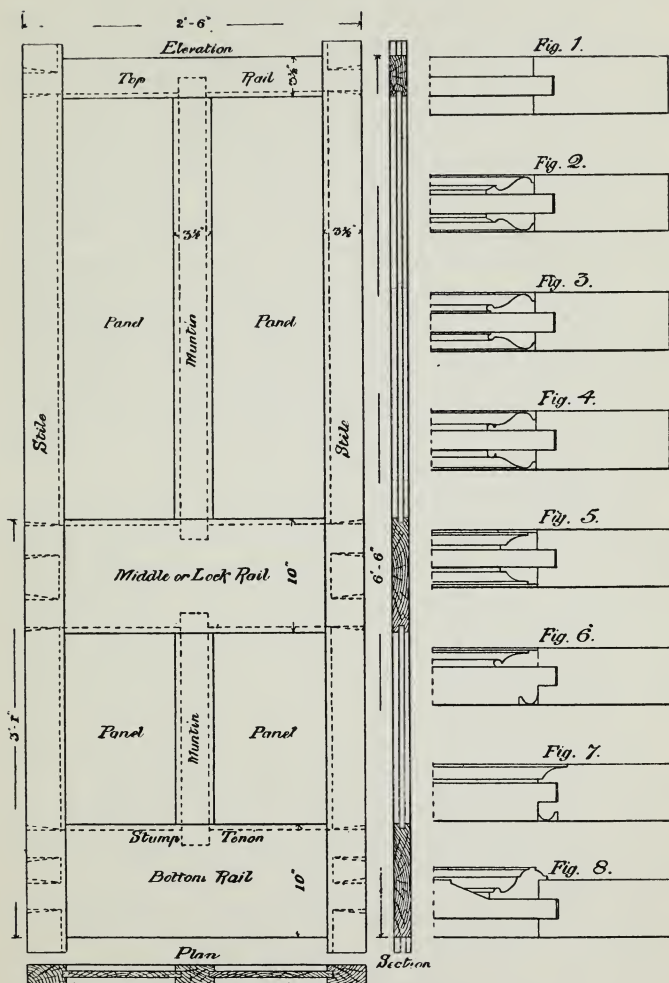 2'-6"
Elevation
Top Rail
3½"
3½"
3½"
Panel
Muntin
Panel
Stile
Stile
Middle or Lock Rail
10"
6'-6"
3'-1"
Panel
Muntin
Panel
Stump Tenon
Bottom Rail
10"
Plan
Section
Fig. 1.
Fig. 2.
Fig. 3.
Fig. 4.
Fig. 5.
Fig. 6.
Fig. 7.
Fig. 8.